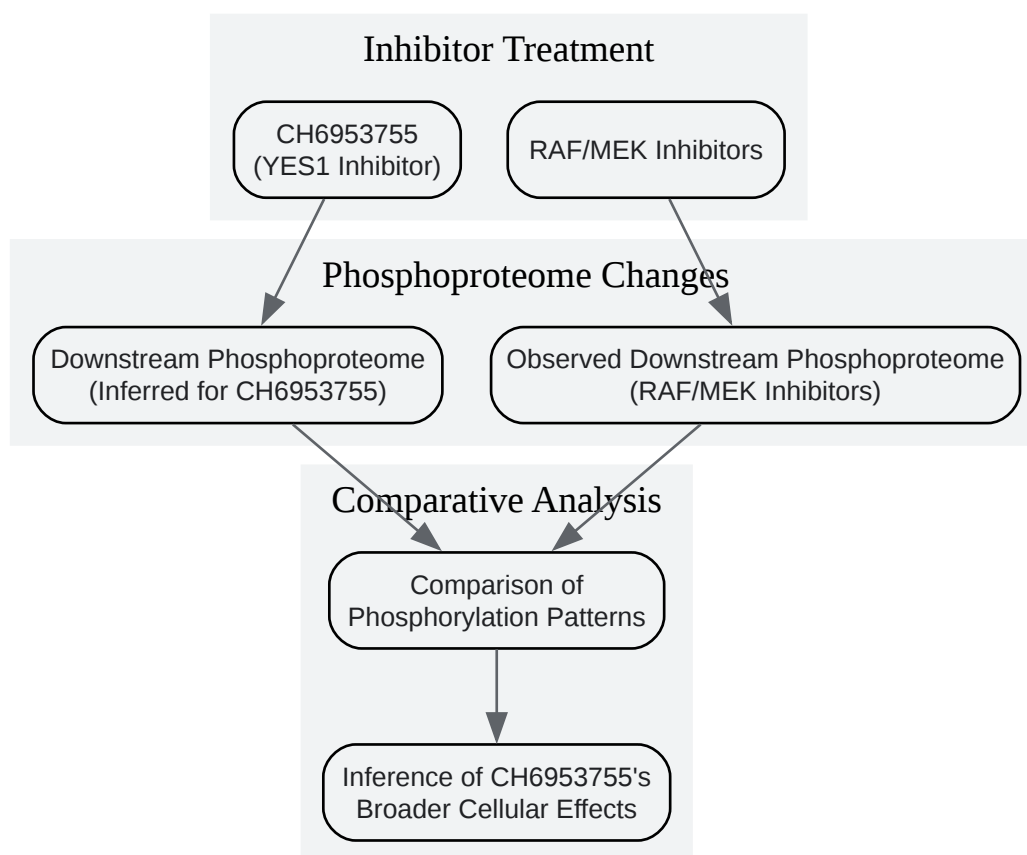 Inhibitor Treatment
CH6953755
(YES1 Inhibitor)
RAF/MEK Inhibitors
Phosphoproteome Changes
Downstream Phosphoproteome
(Inferred for CH6953755)
Observed Downstream Phosphoproteome
(RAF/MEK Inhibitors)
Comparative Analysis
Comparison of
Phosphorylation Patterns
Inference of CH6953755's
Broader Cellular Effects